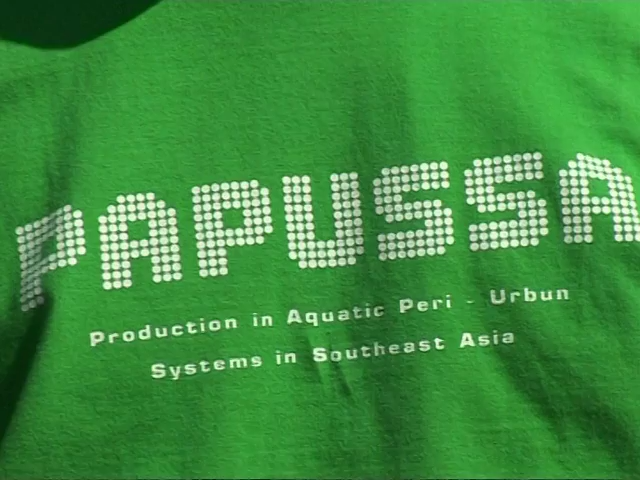 PAPUSSA
Production in Aquatic Peri - Urbun
Systems in Southeast Asia